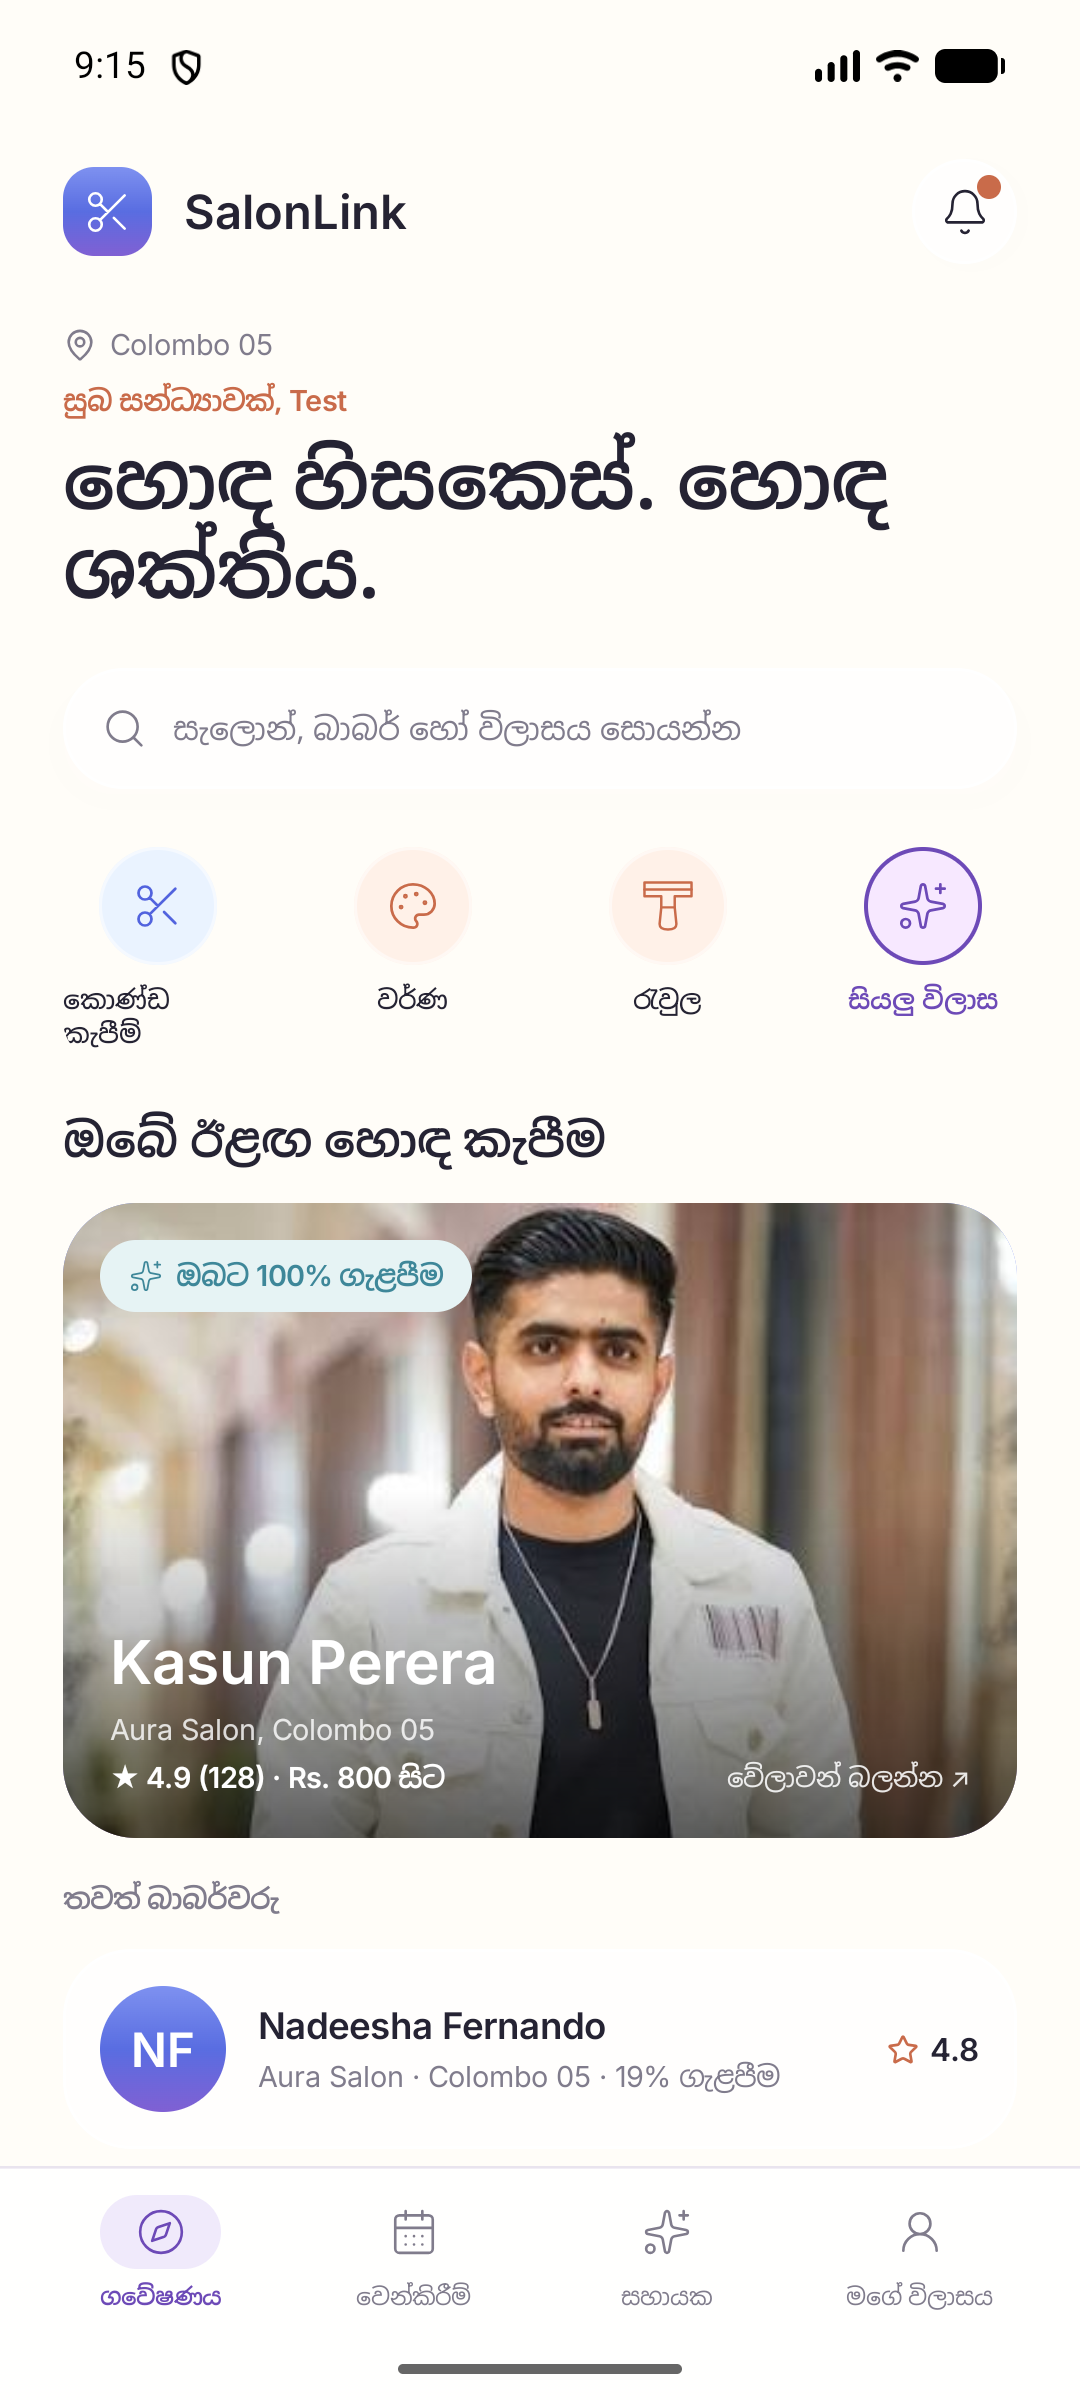 9:15
SalonLink
Colombo 05
සුබ සන්ධ්‍යාවක්, Test
හොඳ හිසකෙස්. හොඳ
ශක්තිය.
සැලොන්, බාබර් හෝ විලාසය සොයන්න
කොණ්ඩ
කැපීම්
වර්ණ
රැවුල
සියලු විලාස
ඔබේ ඊළඟ හොඳ කැපීම
ඔබට 100% ගැළපීම
Kasun Perera
Aura Salon, Colombo 05
★ 4.9 (128) · Rs. 800 සිට
වේලාවන් බලන්න ↗
තවත් බාබර්වරු
NF
Nadeesha Fernando
Aura Salon · Colombo 05 · 19% ගැළපීම
4.8
ගවේෂණය
වෙන්කිරීම්
සහායක
මගේ විලාසය